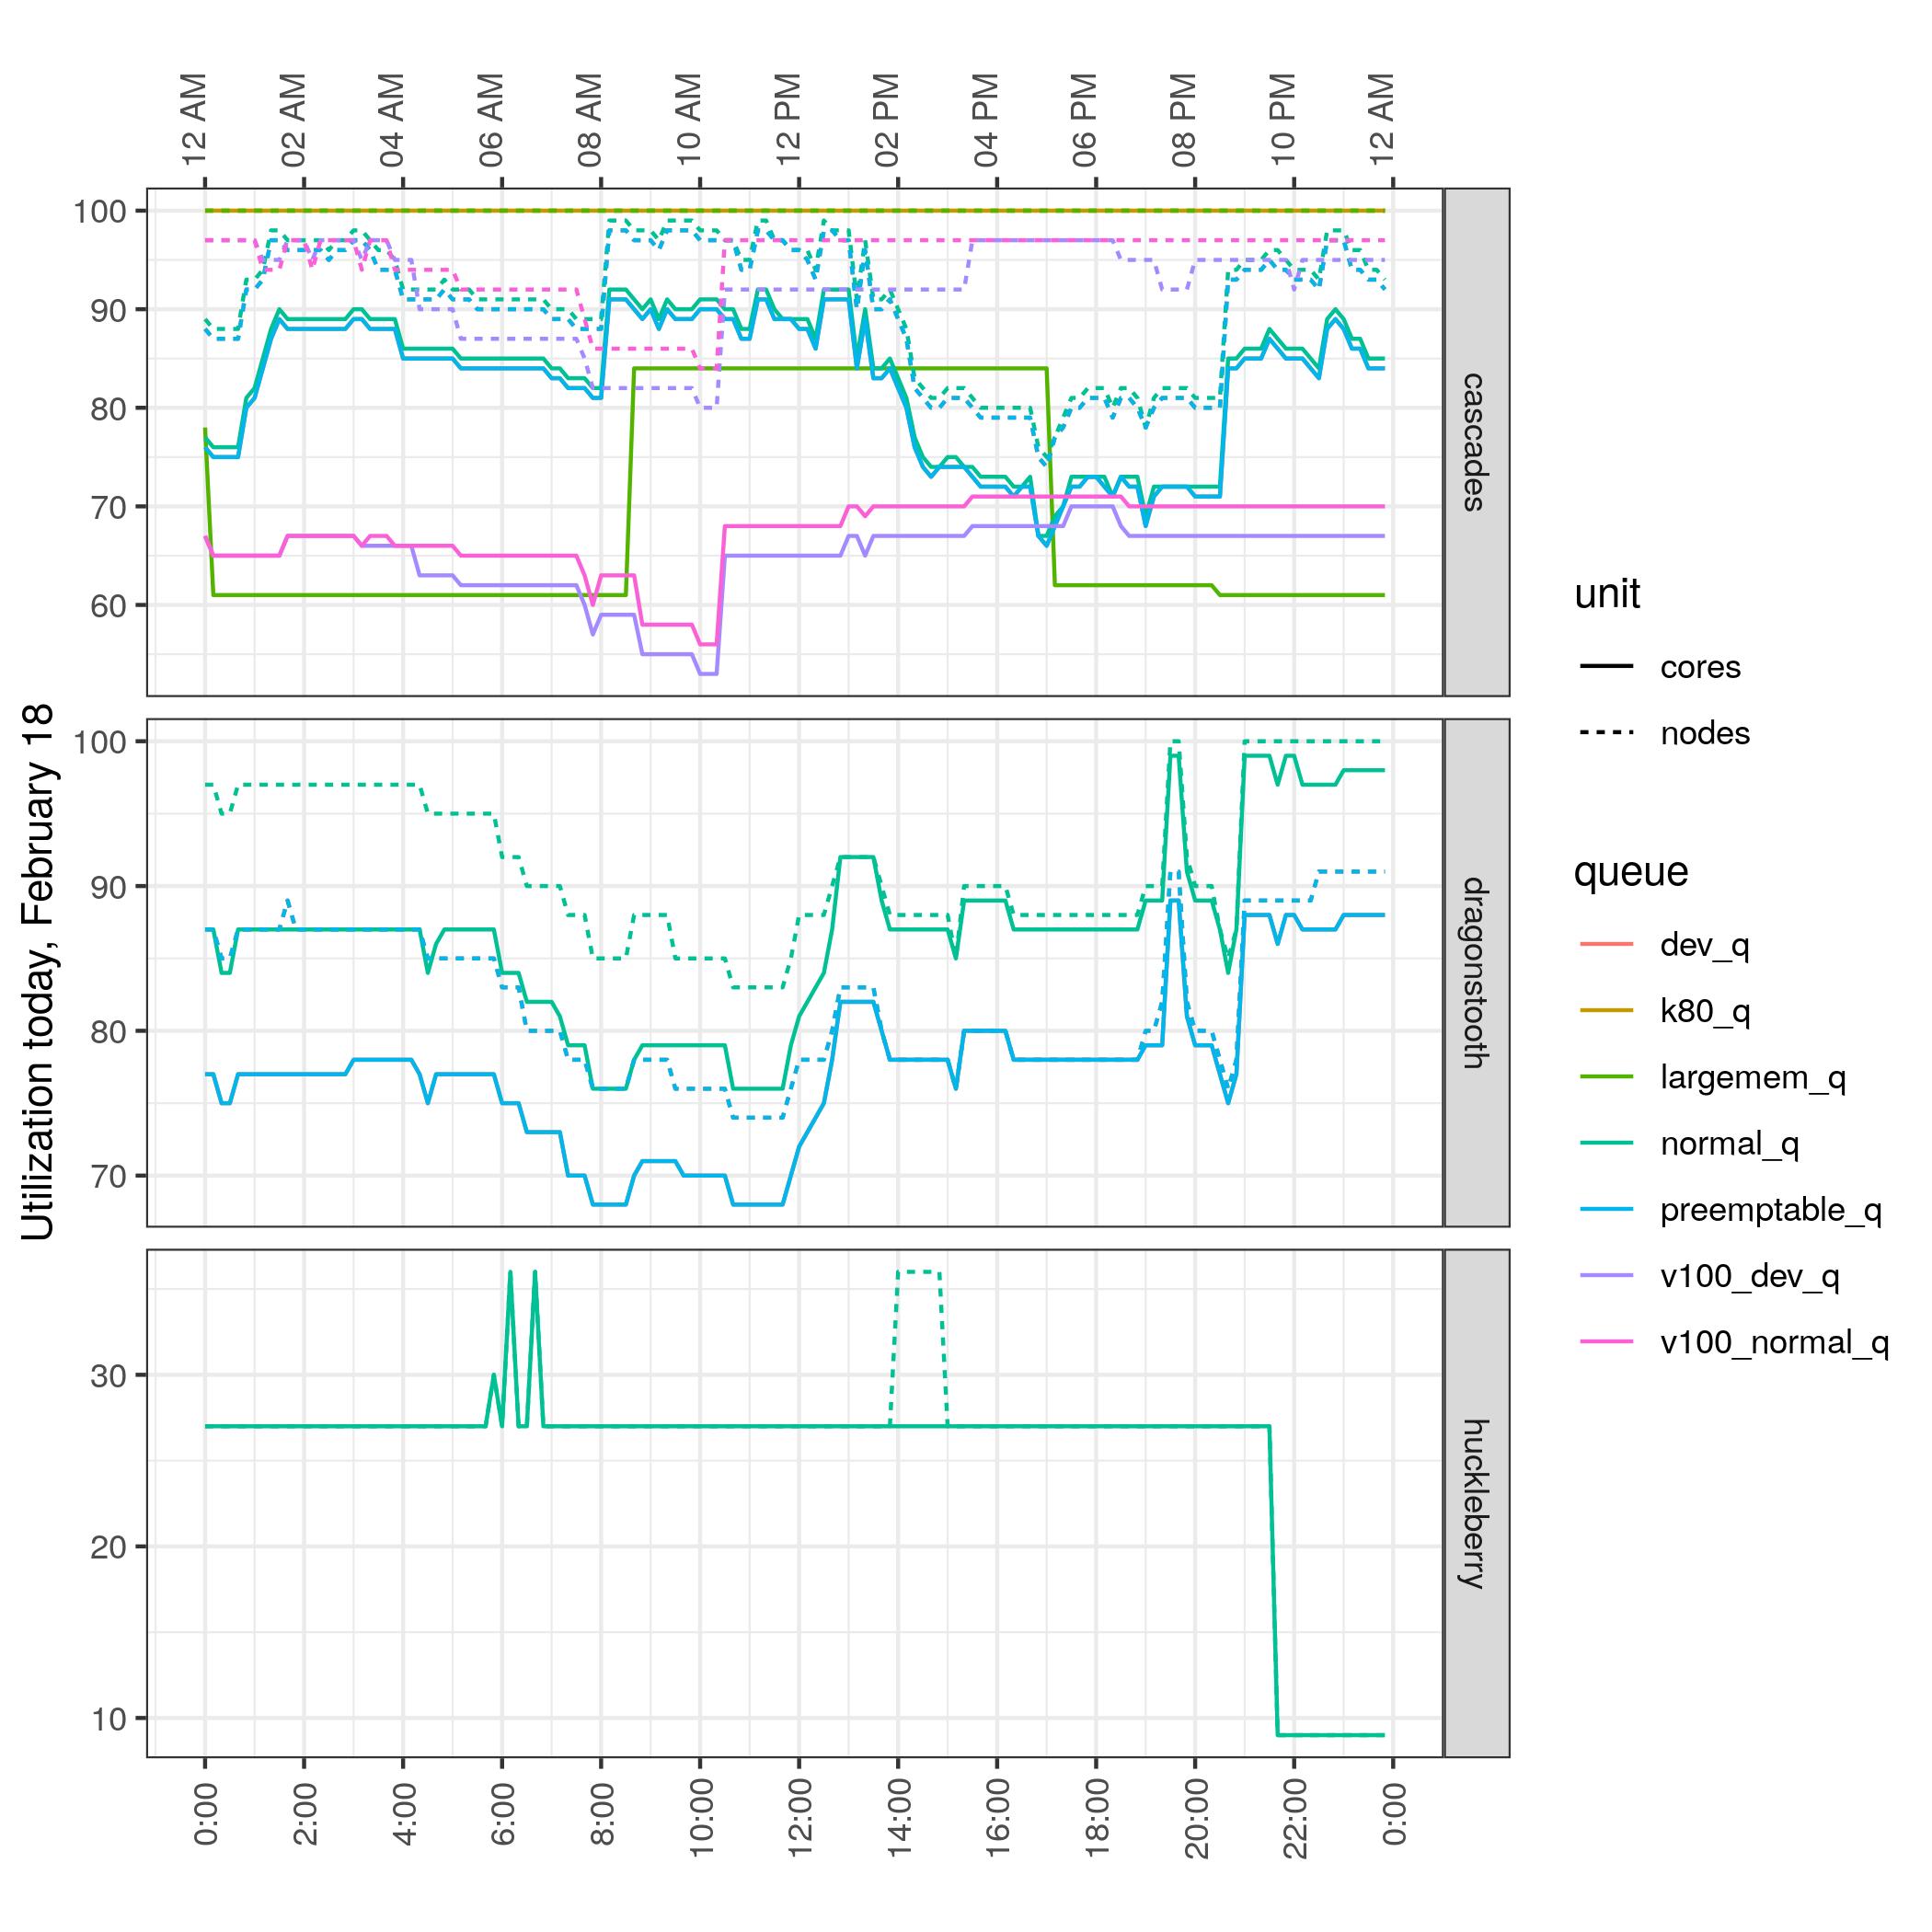 12 AM
02 AM
04 AM
06 AM
08 AM
10 AM
12 PM
02 PM
04 PM
06 PM
08 PM
10 PM
12 AM
Utilization today, February 18
100
90
80
70
60
cascades
100
90
80
70
dragonstooth
30
20
10
huckleberry
0:00
2:00
4:00
6:00
8:00
10:00
12:00
14:00
16:00
18:00
20:00
22:00
0:00
unit
cores
nodes
queue
dev_q
k80_q
largemem_q
normal_q
preemptable_q
v100_dev_q
v100_normal_q